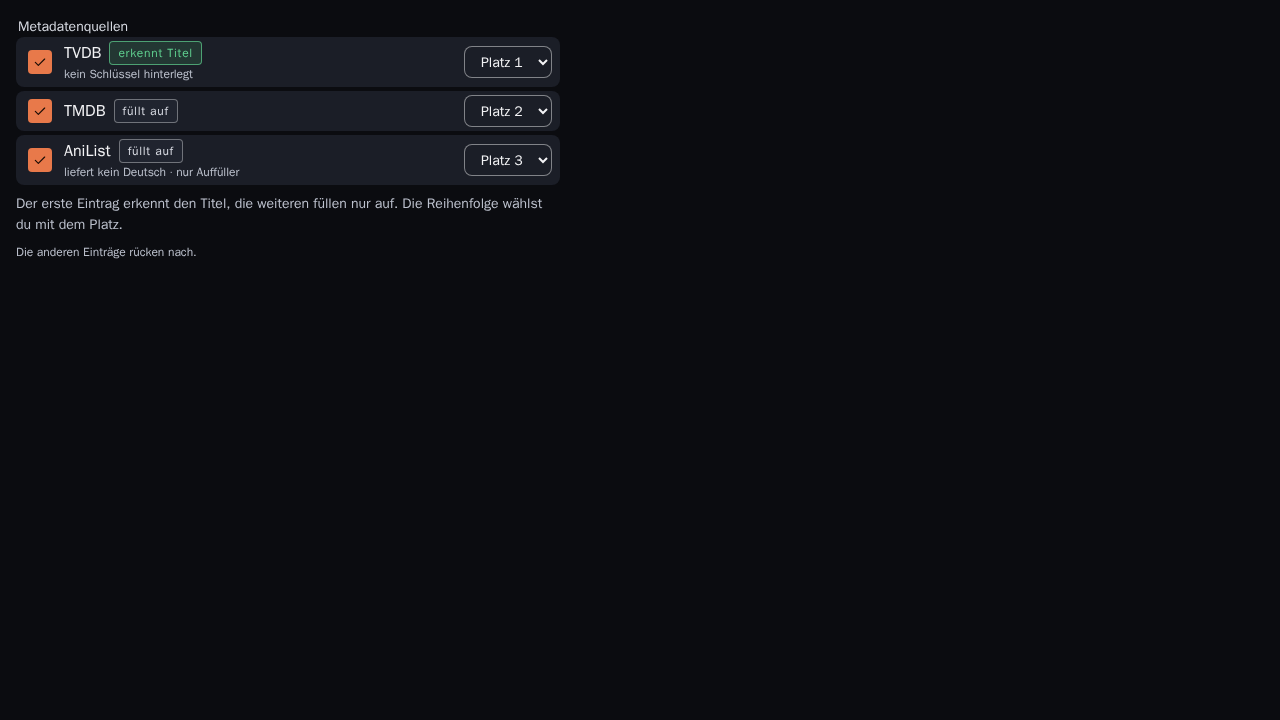 Metadatenquellen
TVDB erkennt Titel
kein Schlüssel hinterlegt
Platz 1
TMDB füllt auf
Platz 2
AniList füllt auf
liefert kein Deutsch · nur Auffüller
Platz 3
Der erste Eintrag erkennt den Titel, die weiteren füllen nur auf. Die Reihenfolge wählst
du mit dem Platz.
Die anderen Einträge rücken nach.